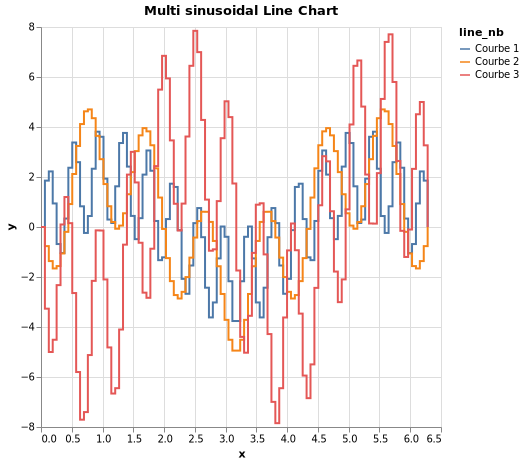 Multi sinusoidal Line Chart
line_nb
Courbe 1
Courbe 2
Courbe 3
y
8
6
4
2
0
−2
−4
−6
−8
0.0 0.5 1.0 1.5 2.0 2.5 3.0 3.5 4.0 4.5 5.0 5.5 6.0 6.5
x